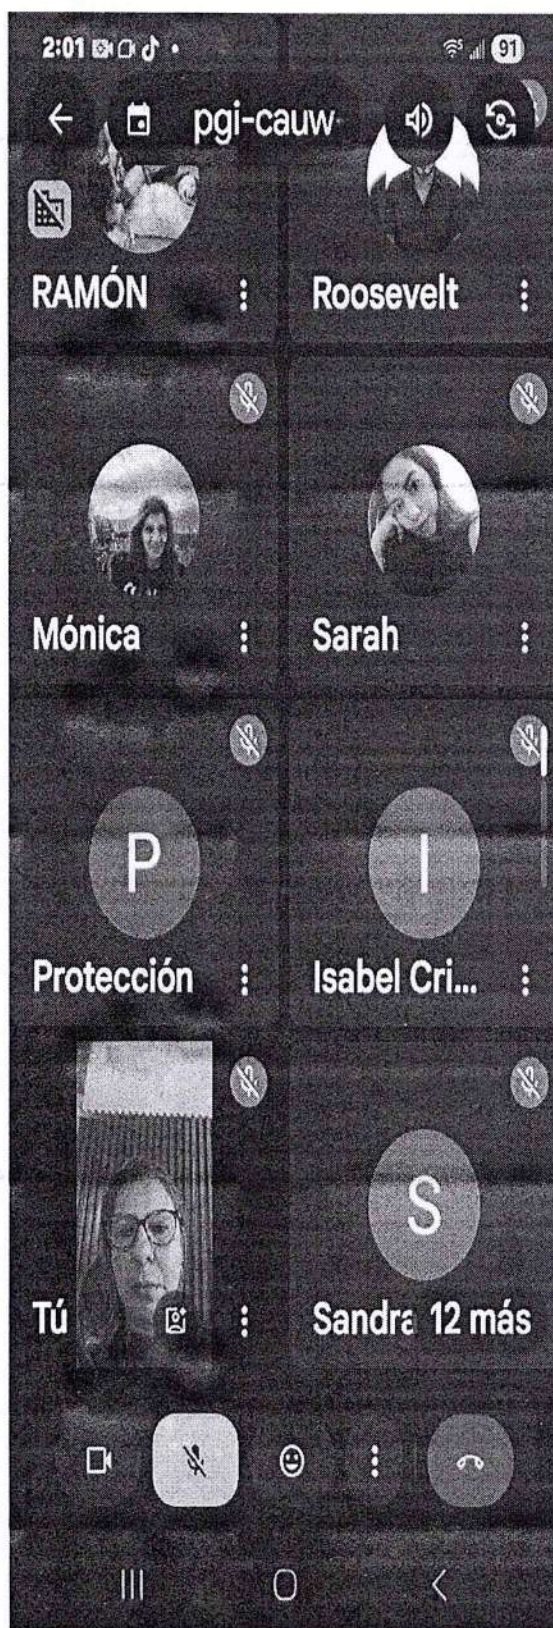 2:01 91
pgi-cauw
RAMÓN Roosevelt
Mónica Sarah
P I
Protección Isabel Cri...
S
Tú Sandra 12 más